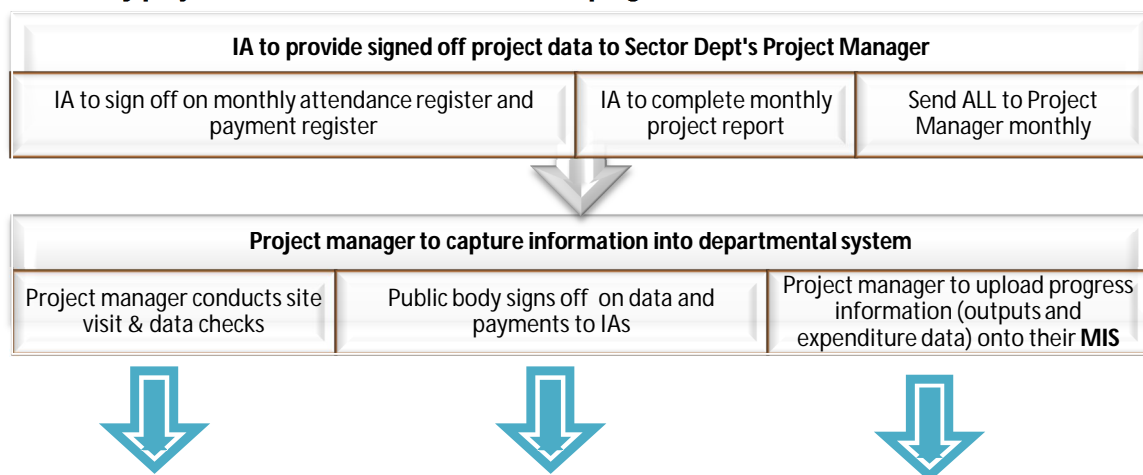 IA to provide signed off project data to Sector Dept's Project Manager
IA to sign off on monthly attendance register and
payment register
IA to complete monthly
project report
Send ALL to Project
Manager monthly
Project manager to capture information into departmental system
Project manager conducts site
visit & data checks
Public body signs off on data and
payments to IAs
Project manager to upload progress
information (outputs and
expenditure data) onto their MIS